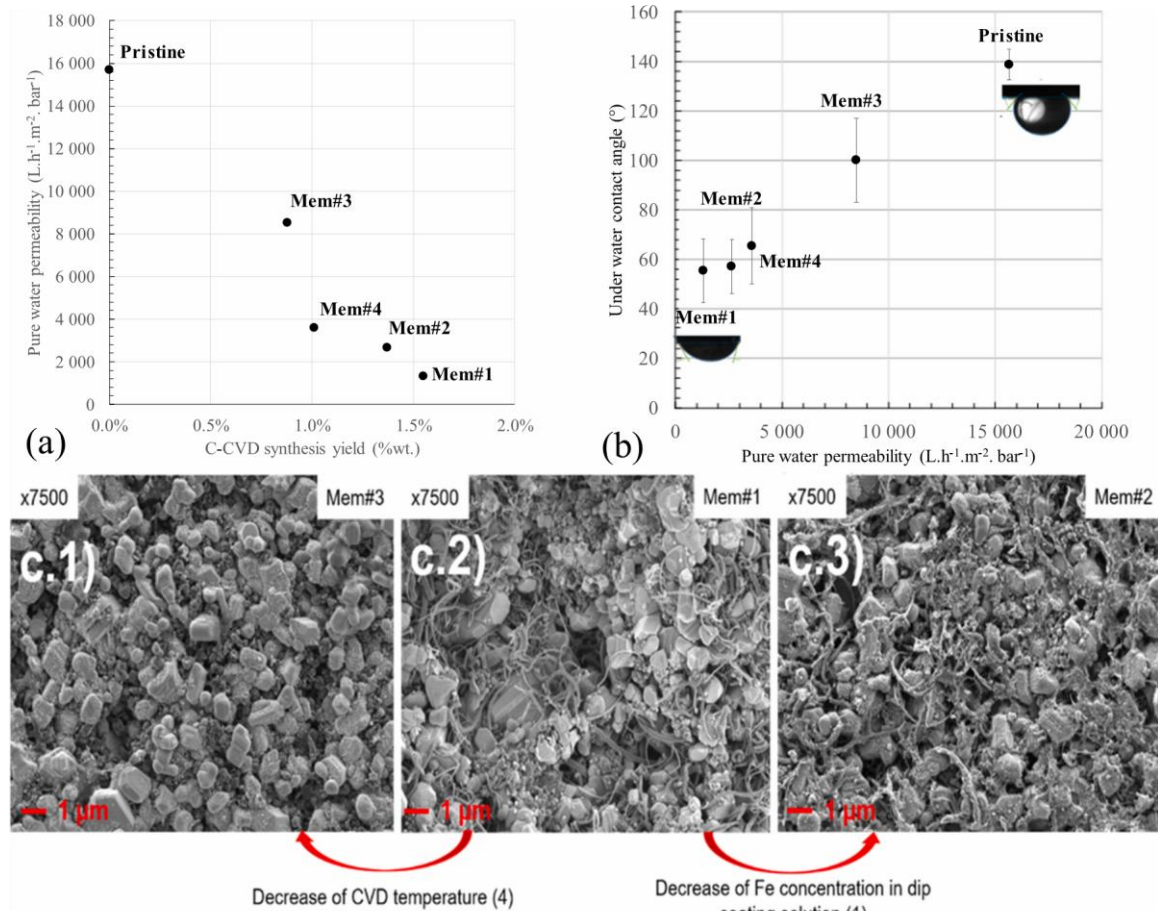 18 000
16 000
14 000
12 000
10 000
8 000
6 000
4 000
2 000
0
Pure water permeability (L.h-1.m-2. bar-1)
Pristine
Mem#3
Mem#4
Mem#2
Mem#1
0.0%
0.5%
1.0%
1.5%
2.0%
C-CVD synthesis yield (%wt.)
(a)
160
140
120
100
80
60
40
20
0
Under water contact angle (°)
Pristine
Mem#3
Mem#2
Mem#4
Mem#1
0
5 000
10 000
15 000
20 000
Pure water permeability (L.h-1.m-2. bar-1)
(b)
x7500
Mem#3
c.1)
1 µm
x7500
Mem#1
c.2)
1 µm
x7500
Mem#2
c.3)
1 µm
Decrease of CVD temperature (4)
Decrease of Fe concentration in dip
coating solution (1)